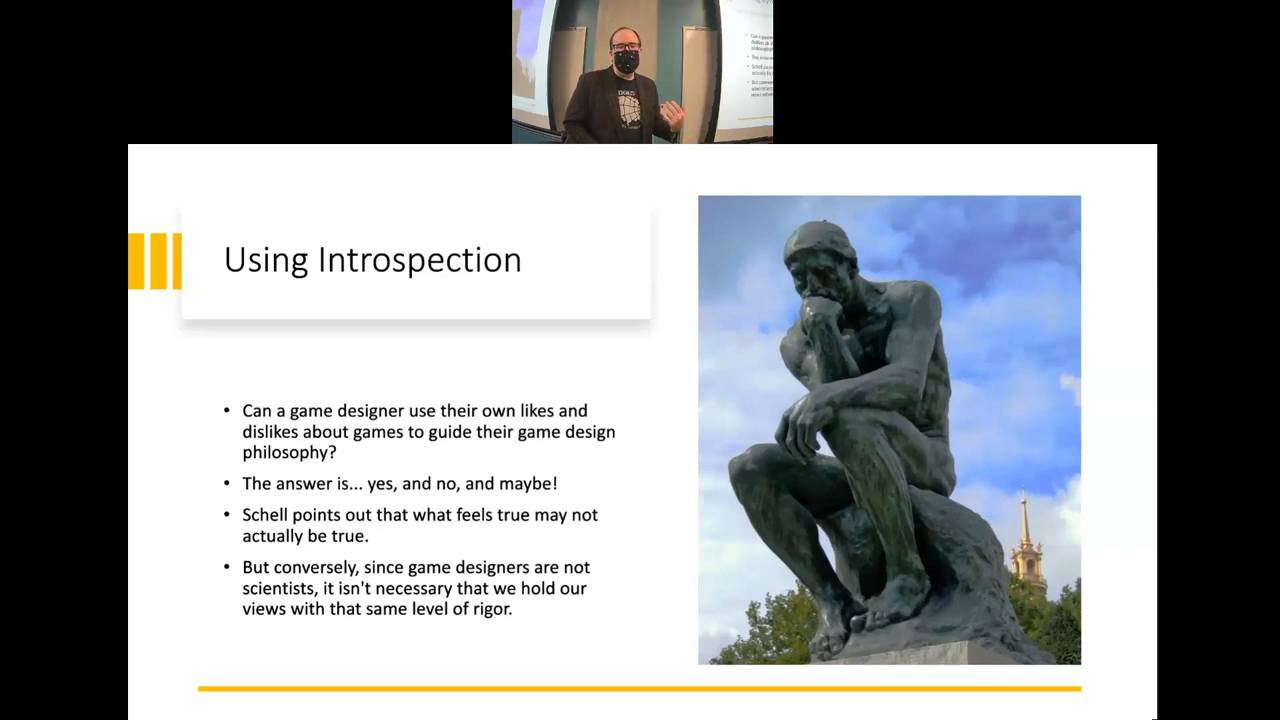 Using Introspection
• Can a game designer use their own likes and
dislikes about games to guide their game design
philosophy?
• The answer is... yes, and no, and maybe!
• Schell points out that what feels true may not
actually be true.
• But conversely, since game designers are not
scientists, it isn't necessary that we hold our
views with that same level of rigor.